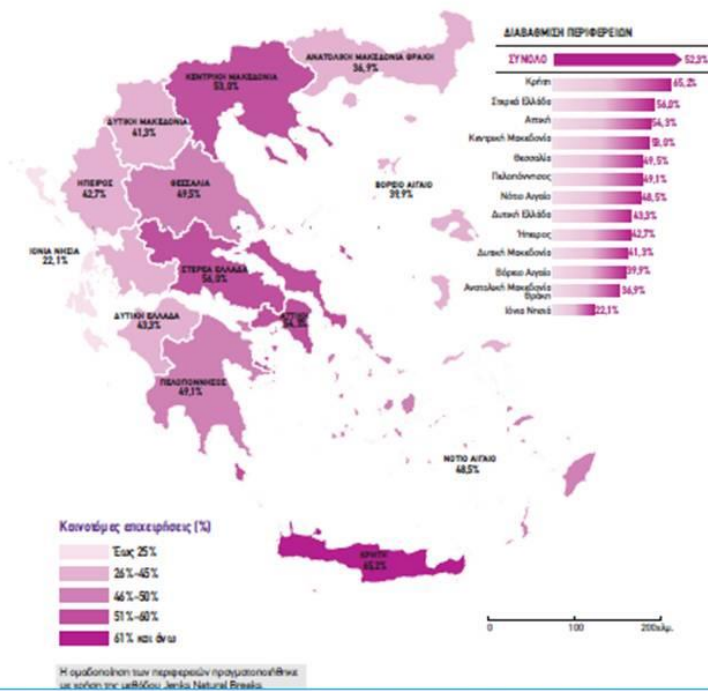 ΑΝΑΤΟΛΙΚΗ ΜΑΚΕΔΟΝΙΑ ΘΡΑΚΗ
36,9%
ΚΕΝΤΡΙΚΗ ΜΑΚΕΔΟΝΙΑ
53,0%
ΔΥΤΙΚΗ ΜΑΚΕΔΟΝΙΑ
41,3%
ΗΠΕΙΡΟΣ
42,7%
ΘΕΣΣΑΛΙΑ
49,5%
ΒΟΡΕΙΟ ΑΙΓΑΙΟ
39,9%
ΙΟΝΙΑ ΝΗΣΙΑ
22,1%
ΣΤΕΡΕΑ ΕΛΛΑΔΑ
56,0%
ΑΤΤΙΚΗ
54,3%
ΔΥΤΙΚΗ ΕΛΛΑΔΑ
43,3%
ΠΕΛΟΠΟΝΝΗΣΟΣ
49,1%
ΝΟΤΙΟ ΑΙΓΑΙΟ
48,5%
ΚΡΗΤΗ
65,2%
ΔΙΑΒΑΘΜΙΣΗ ΠΕΡΙΦΕΡΕΙΩΝ
ΣΥΝΟΛΟ 52,3%
Κρήτη 65,2%
Στερεά Ελλάδα 56,0%
Αττική 54,3%
Κεντρική Μακεδονία 53,0%
Θεσσαλία 49,5%
Πελοπόννησος 49,1%
Νότιο Αιγαίο 48,5%
Δυτική Ελλάδα 43,3%
Ήπειρος 42,7%
Δυτική Μακεδονία 41,3%
Βόρειο Αιγαίο 39,9%
Ανατολική Μακεδονία
Θράκη 36,9%
Ιόνια Νησιά 22,1%
Καινοτόμες επιχειρήσεις (%)
Έως 25%
26%-45%
46%-50%
51%-60%
61% και άνω
0 100 200χλμ.
Η ομαδοποίηση των περιφερειών πραγματοποιήθηκε
με χρήση της μεθόδου Jenks Natural Breaks.